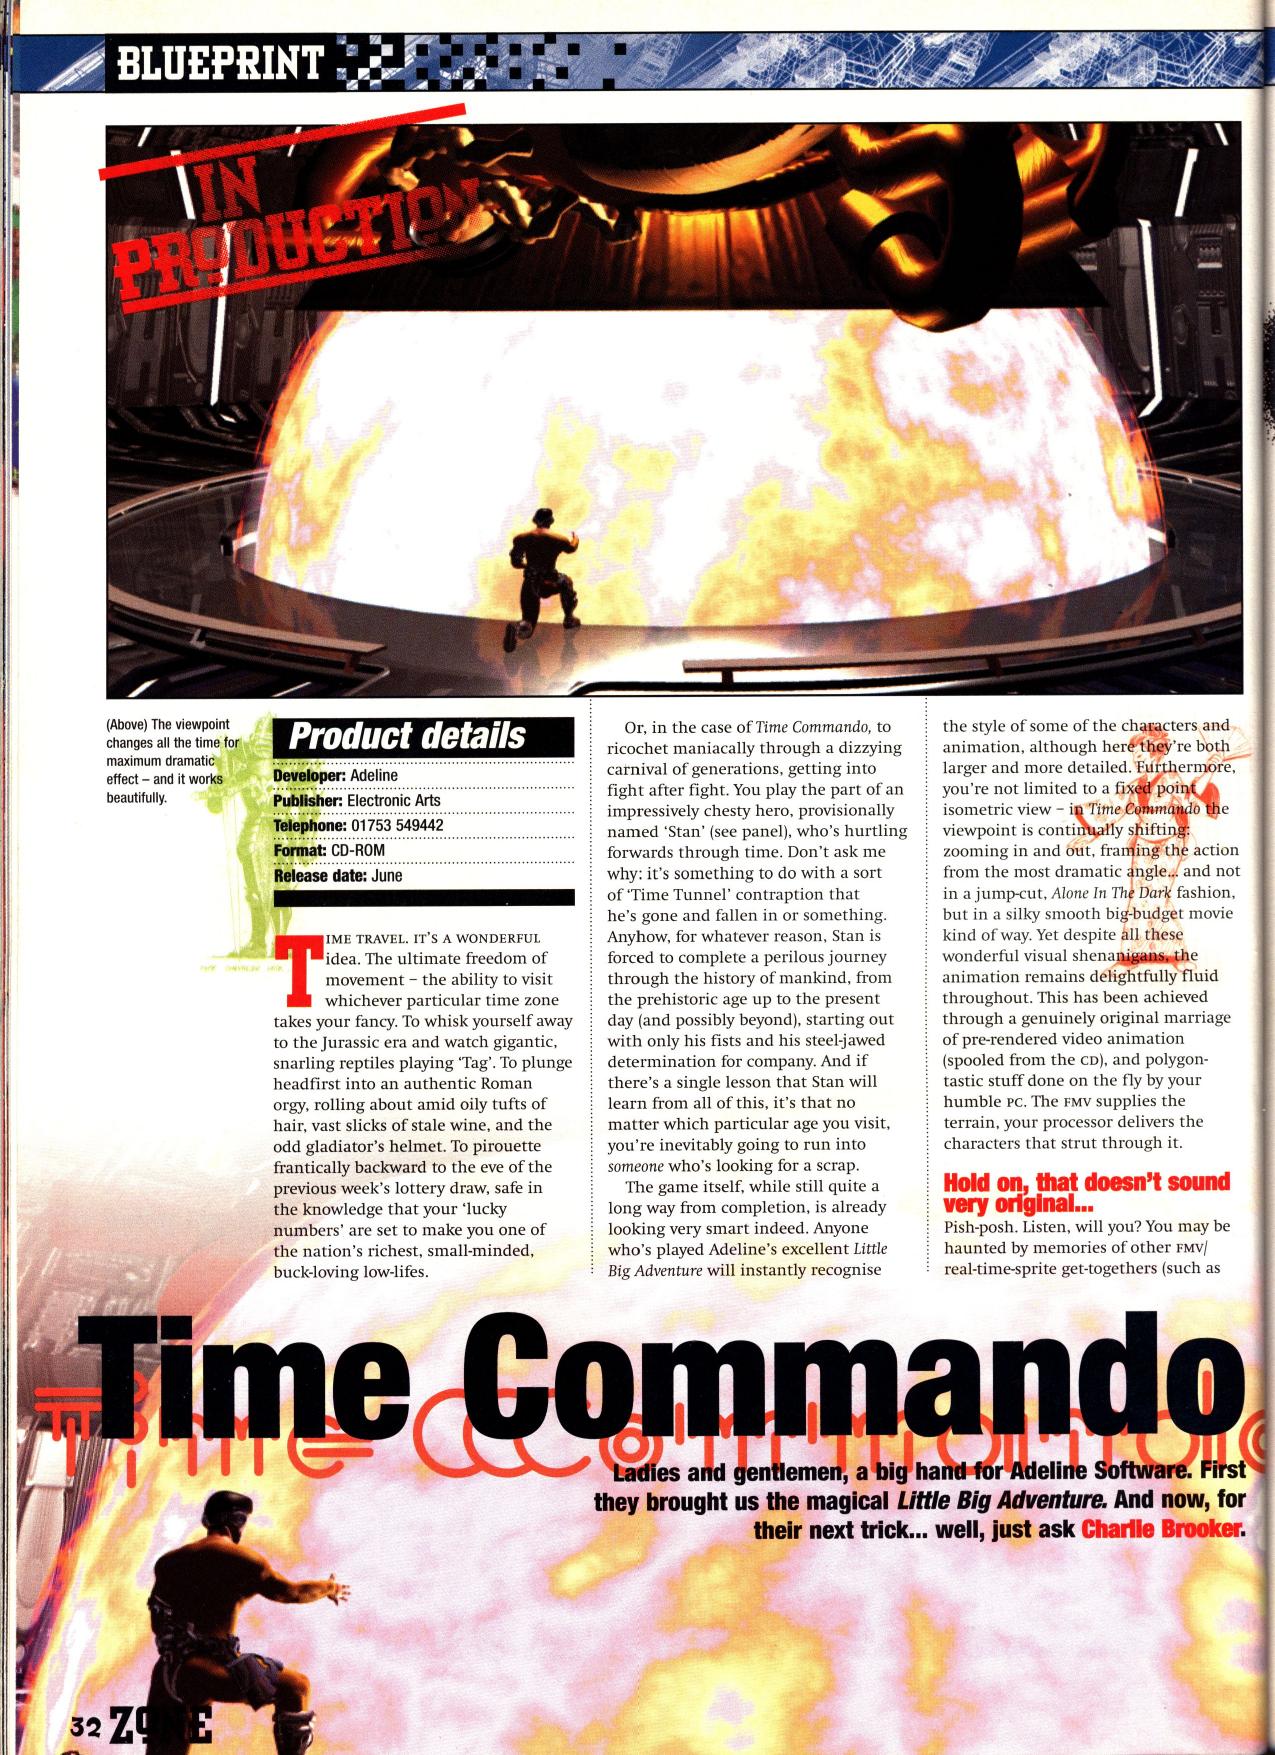 BLUEPRINT
IN
PRODUCTION
(Above) The viewpoint
changes all the time for
maximum dramatic
effect – and it works
beautifully.
Product details
Developer: Adeline
Publisher: Electronic Arts
Telephone: 01753 549442
Format: CD-ROM
Release date: June
TIME TRAVEL. IT'S A WONDERFUL
idea. The ultimate freedom of
movement – the ability to visit
whichever particular time zone
takes your fancy. To whisk yourself away
to the Jurassic era and watch gigantic,
snarling reptiles playing 'Tag'. To plunge
headfirst into an authentic Roman
orgy, rolling about amid oily tufts of
hair, vast slicks of stale wine, and the
odd gladiator's helmet. To pirouette
frantically backward to the eve of the
previous week's lottery draw, safe in
the knowledge that your 'lucky
numbers' are set to make you one of
the nation's richest, small-minded,
buck-loving low-lifes.
Or, in the case of Time Commando, to
ricochet maniacally through a dizzying
carnival of generations, getting into
fight after fight. You play the part of an
impressively chesty hero, provisionally
named 'Stan' (see panel), who's hurtling
forwards through time. Don't ask me
why: it's something to do with a sort
of 'Time Tunnel' contraption that
he's gone and fallen in or something.
Anyhow, for whatever reason, Stan is
forced to complete a perilous journey
through the history of mankind, from
the prehistoric age up to the present
day (and possibly beyond), starting out
with only his fists and his steel-jawed
determination for company. And if
there's a single lesson that Stan will
learn from all of this, it's that no
matter which particular age you visit,
you're inevitably going to run into
someone who's looking for a scrap.
The game itself, while still quite a
long way from completion, is already
looking very smart indeed. Anyone
who's played Adeline's excellent Little
Big Adventure will instantly recognise
the style of some of the characters and
animation, although here they're both
larger and more detailed. Furthermore,
you're not limited to a fixed point
isometric view – in Time Commando the
viewpoint is continually shifting:
zooming in and out, framing the action
from the most dramatic angle... and not
in a jump-cut, Alone In The Dark fashion,
but in a silky smooth big-budget movie
kind of way. Yet despite all these
wonderful visual shenanigans, the
animation remains delightfully fluid
throughout. This has been achieved
through a genuinely original marriage
of pre-rendered video animation
(spooled from the CD), and polygon-
tastic stuff done on the fly by your
humble PC. The FMV supplies the
terrain, your processor delivers the
characters that strut through it.
Hold on, that doesn't sound
very original...
Pish-posh. Listen, will you? You may be
haunted by memories of other FMV/
real-time-sprite get-togethers (such as
Time Commando
Time Commando
Ladies and gentlemen, a big hand for Adeline Software. First
they brought us the magical Little Big Adventure. And now, for
their next trick... well, just ask Charlie Brooker.
32 ZONE